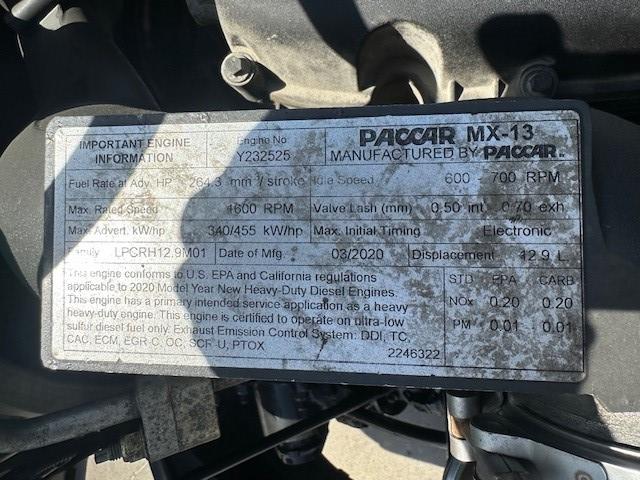 IMPORTANT ENGINE INFORMATION
Engine No
Y232525
PACCAR MX-13
MANUFACTURED BY PACCAR INC.
Fuel Rate at Adv. HP 264.3 mm³/ stroke Idle Speed 600 700 RPM
Max. Rated Speed 1600 RPM Valve Lash (mm) 0.50 int. 0.70 exh
Max. Advert. kW/hp 340/455 kW/hp Max. Initial Timing Electronic
Family LPCRH12.9M01 Date of Mfg. 03/2020 Displacement 12.9 L
This engine conforms to U.S. EPA and California regulations
applicable to 2020 Model Year New Heavy-Duty Diesel Engines.
This engine has a primary intended service application as a heavy
heavy-duty engine. This engine is certified to operate on ultra-low
sulfur diesel fuel only. Exhaust Emission Control System: DDI, TC,
CAC, ECM, EGR-C, OC, SCR-U, PTOX
2246322
STD EPA CARB
NOx 0.20 0.20
PM 0.01 0.01